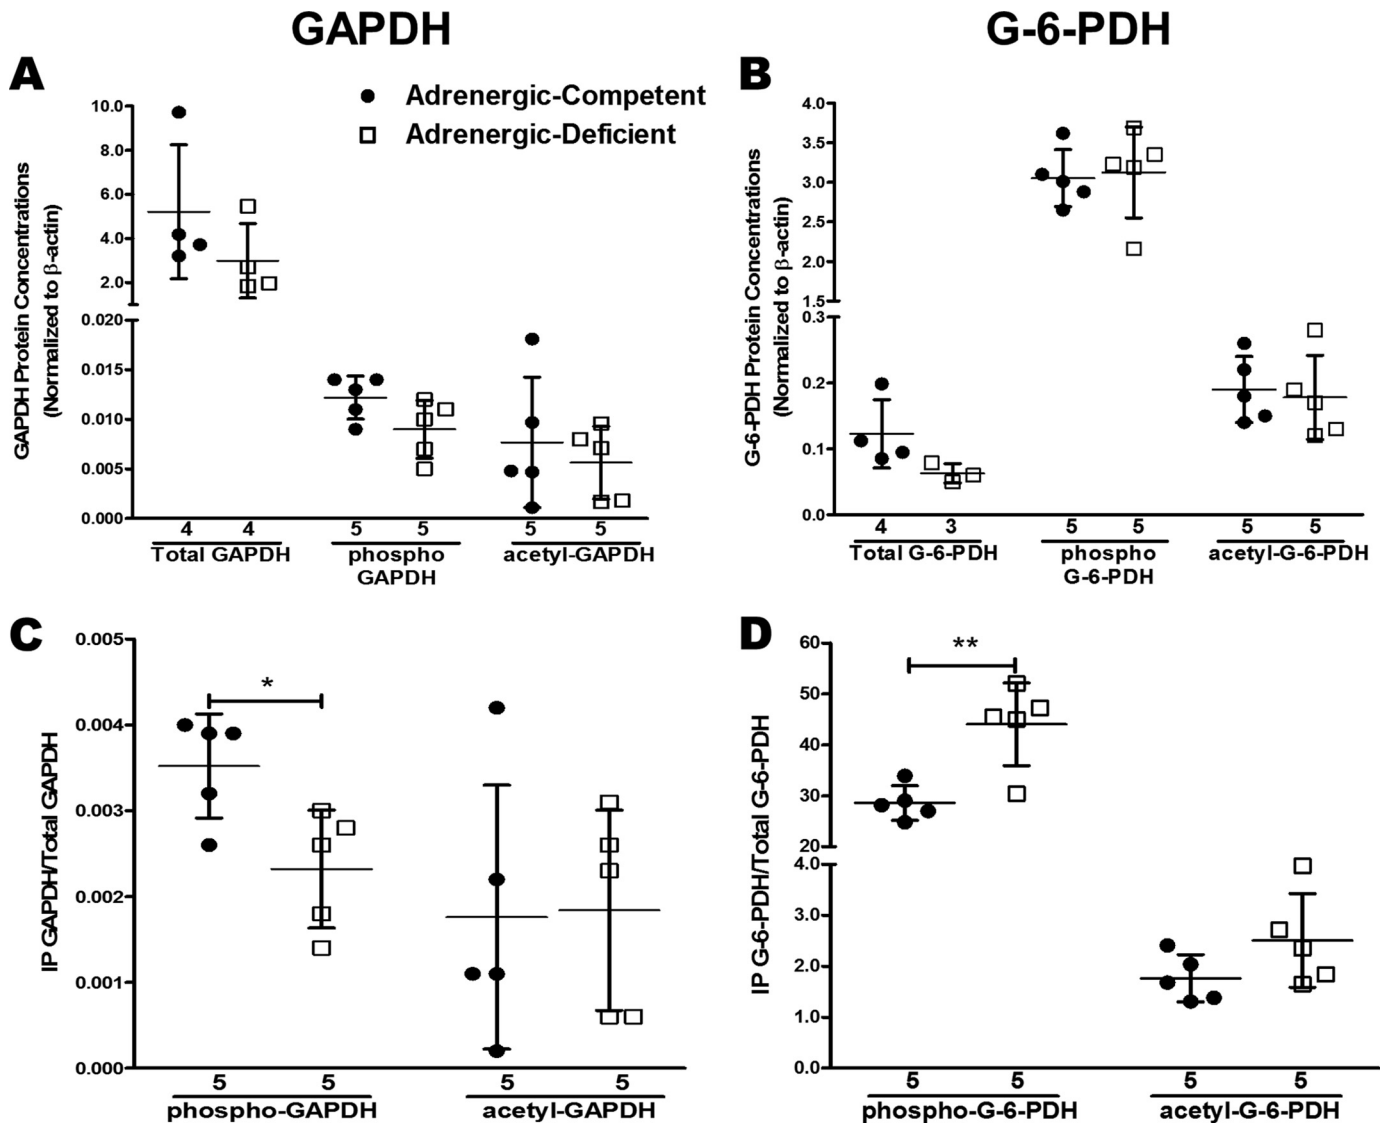 GAPDH
G-6-PDH
A
GAPDH Protein Concentrations
(Normalized to β-actin)
10.0
8.0
6.0
4.0
2.0
0.020
0.015
0.010
0.005
0.000
Adrenergic-Competent
Adrenergic-Deficient
4 4 5 5 5 5
Total GAPDH phospho acetyl-GAPDH
GAPDH
B
G-6-PDH Protein Concentrations
(Normalized to β-actin)
4.0
3.5
3.0
2.5
2.0
1.5
0.3
0.2
0.1
0.0
4 3 5 5 5 5
Total G-6-PDH phospho acetyl-G-6-PDH
G-6-PDH
C
IP GAPDH/Total GAPDH
0.005
0.004
0.003
0.002
0.001
0.000
*
5 5 5 5
phospho-GAPDH acetyl-GAPDH
D
IP G-6-PDH/Total G-6-PDH
60
50
40
30
20
4.0
3.0
2.0
1.0
0.0
**
5 5 5 5
phospho-G-6-PDH acetyl-G-6-PDH